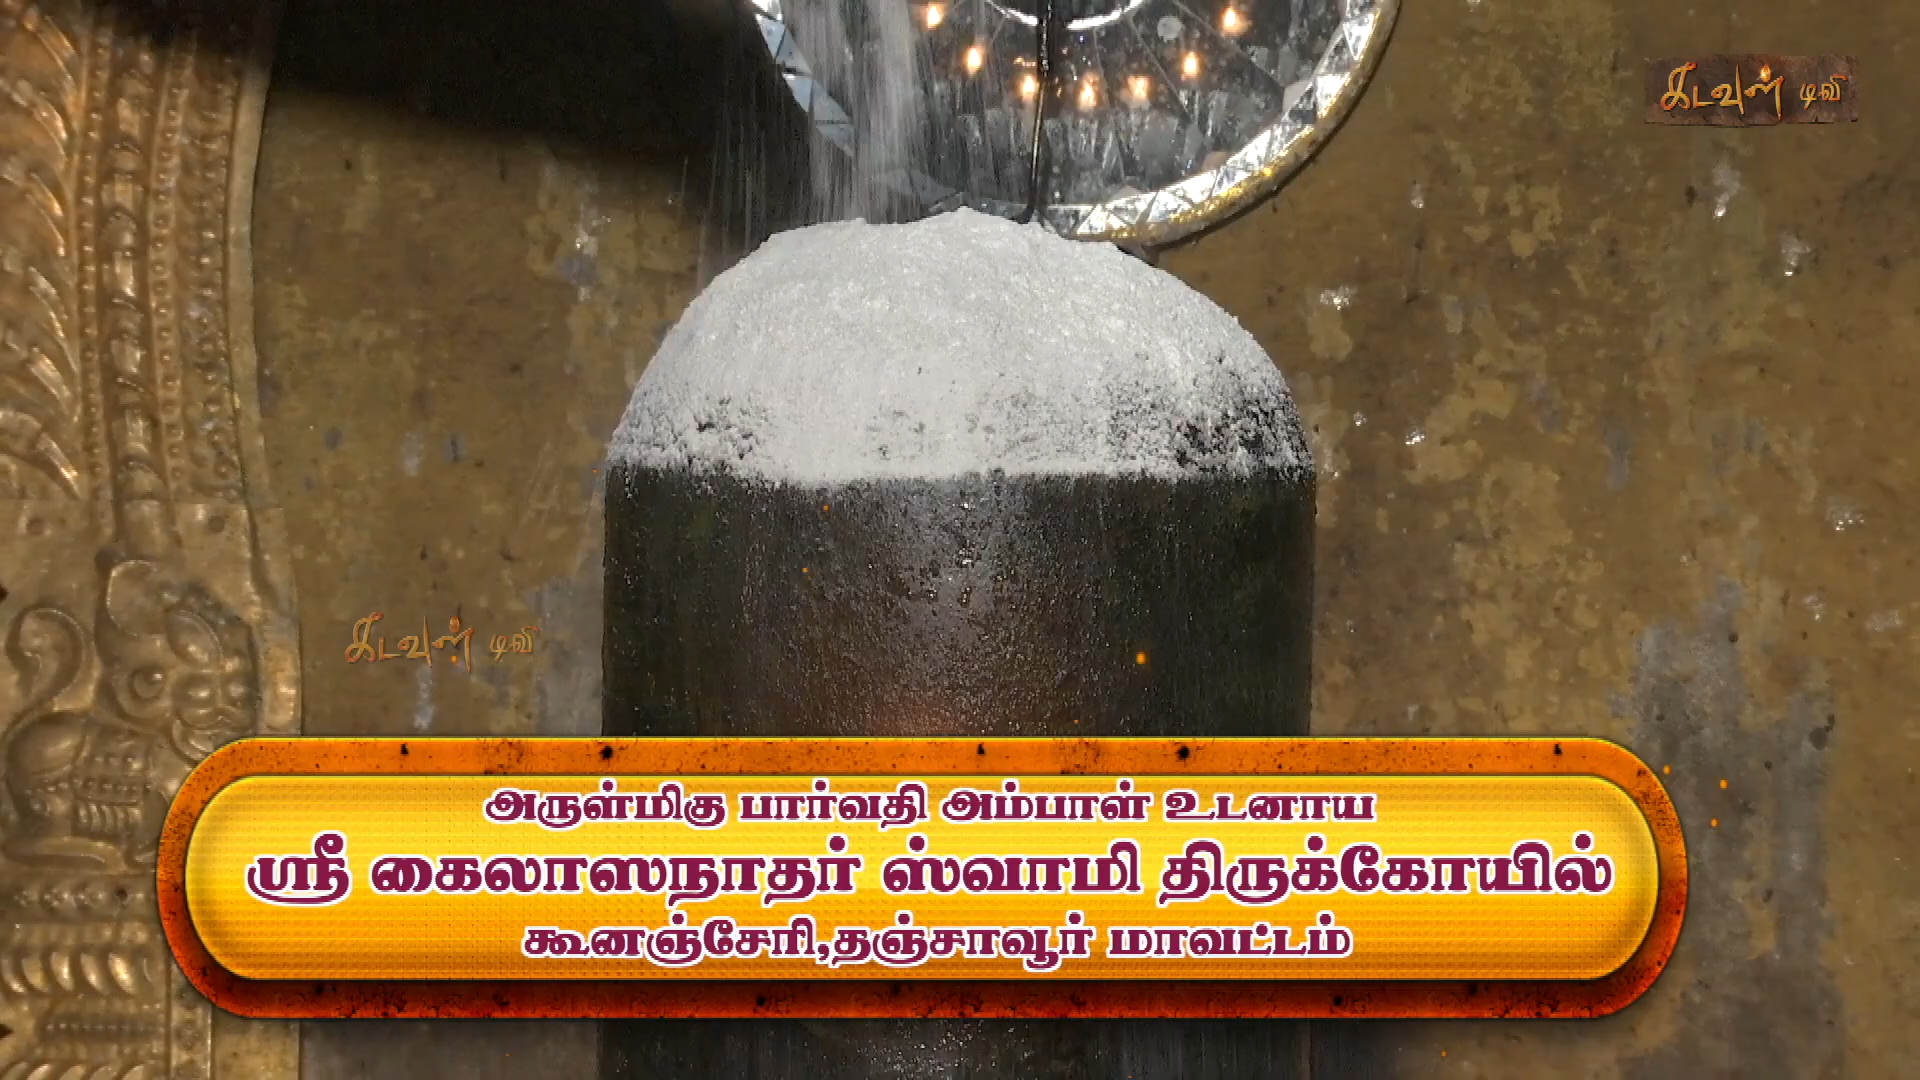 கடவுள் டிவி
கடவுள் டிவி
அருள்மிகு பார்வதி அம்பாள் உடனாய
ஸ்ரீ கைலாஸநாதர் ஸ்வாமி திருக்கோயில்
கூனஞ்சேரி,தஞ்சாவூர் மாவட்டம்